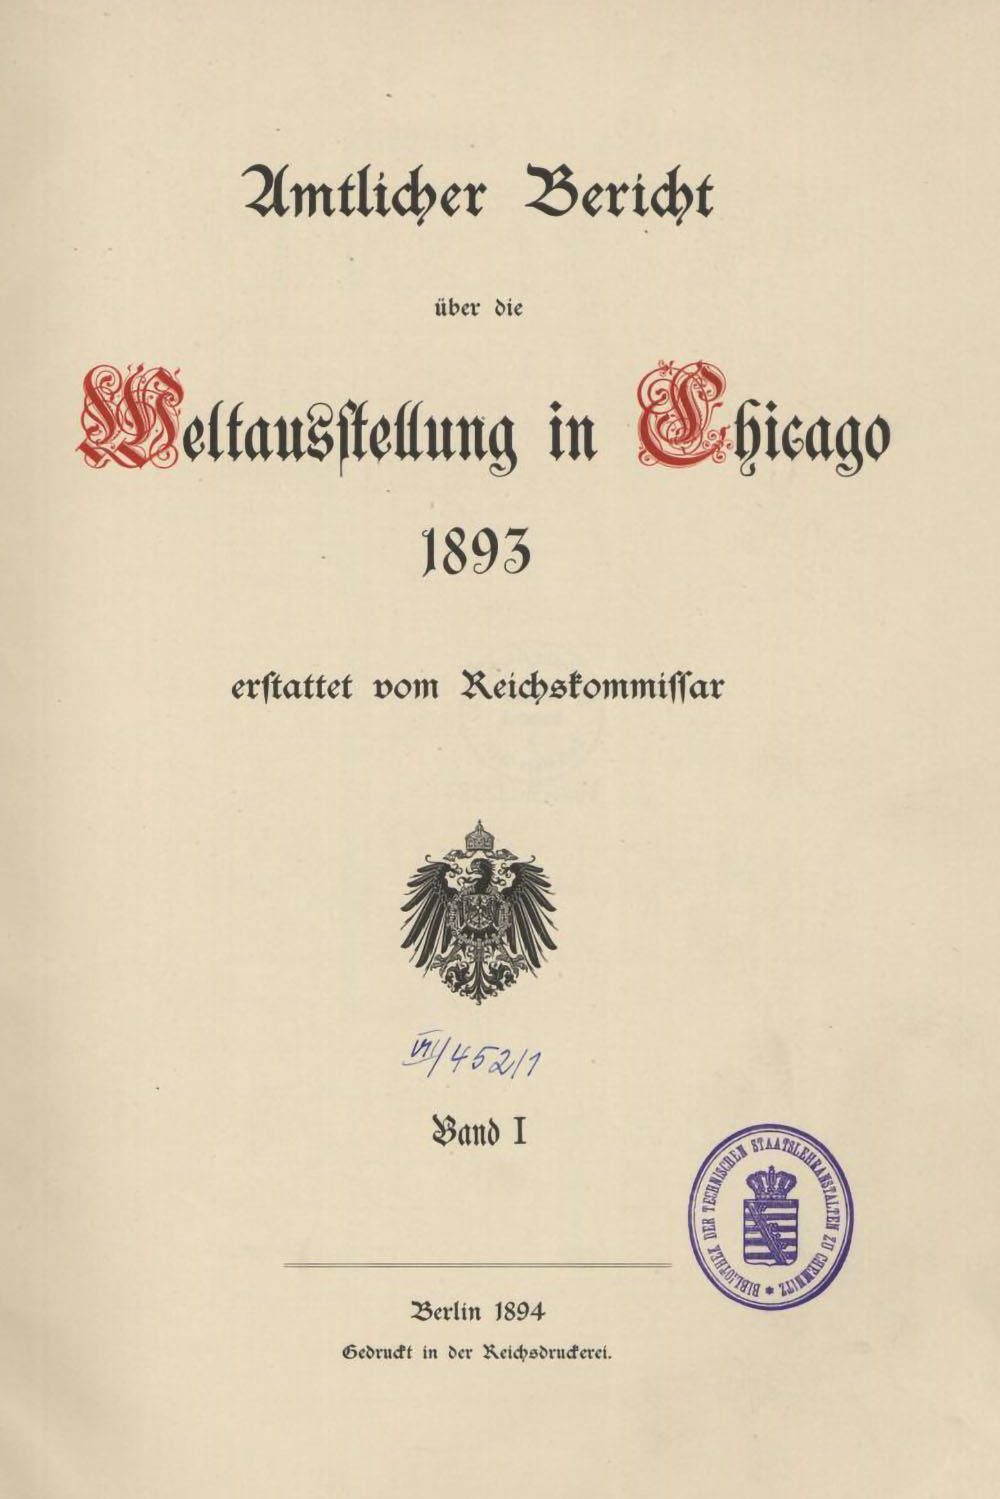 Amtlicher Bericht
über die
Weltausſtellung in Chicago
1893
erſtattet vom Reichskommiſſar
VII/452/1
Band I
BIBLIOTHEK DER TECHNISCHEN STAATSLEHRANSTALTEN ZU CHEMNITZ *
Berlin 1894
Gedruckt in der Reichsdruckerei.